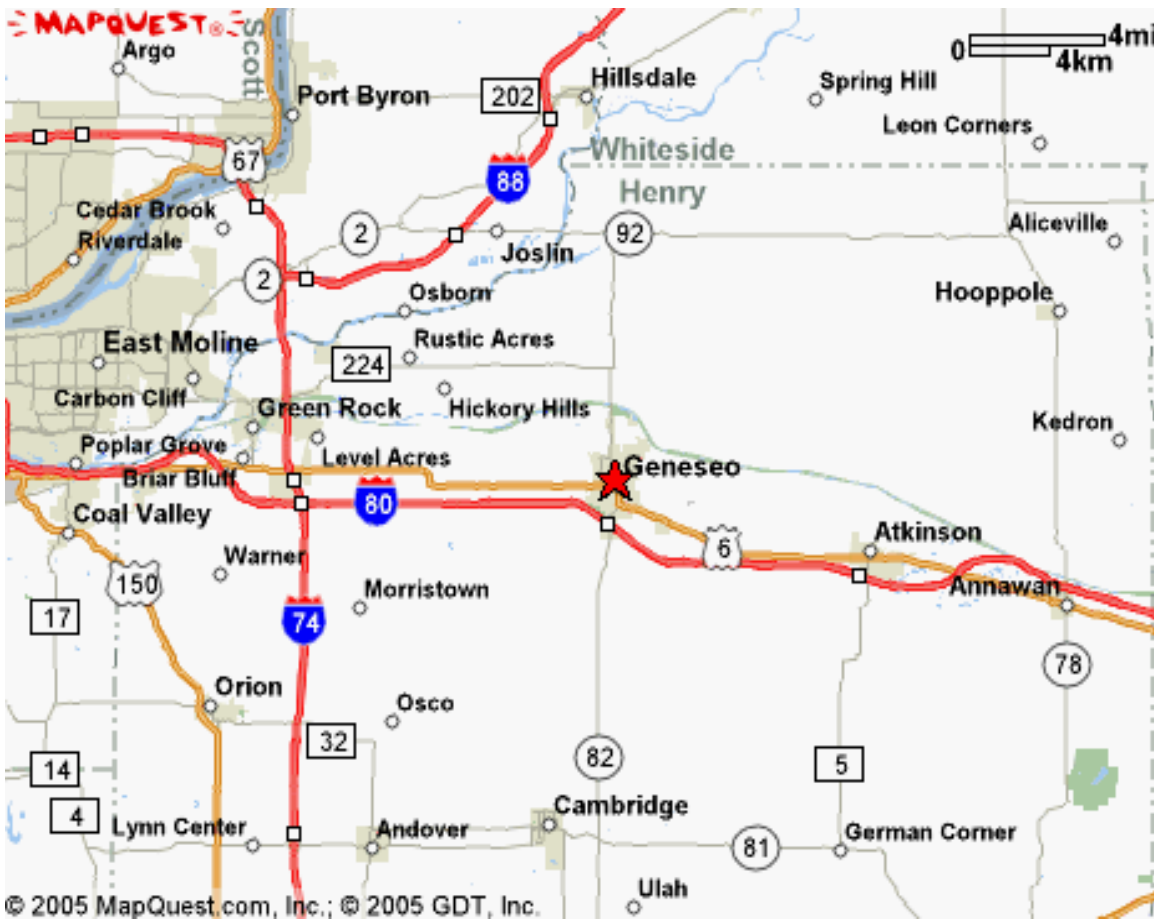 MAPQUEST®
Scott
Argo
Port Byron
202
Hillsdale
Spring Hill
0
4mi
4km
Leon Corners
67
88
Whiteside
Henry
Cedar Brook
Riverdale
2
Joslin
92
Aliceville
2
Osborn
Hooppole
East Moline
Rustic Acres
224
Carbon Cliff
Green Rock
Hickory Hills
Kedron
Poplar Grove
Level Acres
Geneseo
Briar Bluff
80
Coal Valley
Atkinson
6
Warner
150
Morristown
Annawan
17
74
78
Orion
Osco
32
82
14
5
4
Cambridge
Lynn Center
Andover
81
German Corner
Ulah
© 2005 MapQuest.com, Inc.; © 2005 GDT, Inc.